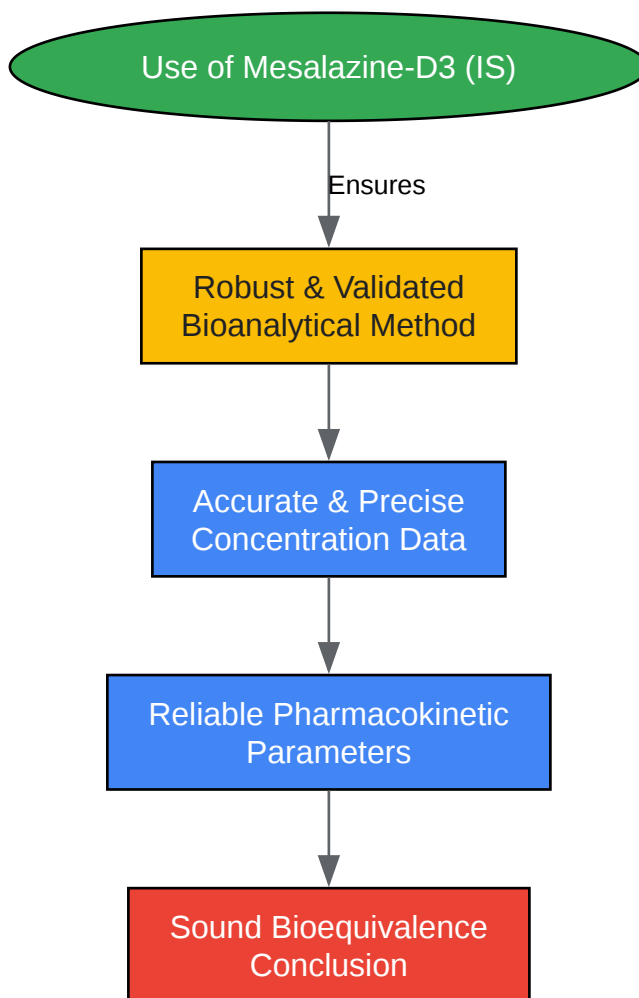 Use of Mesalazine-D3 (IS)
Ensures
Robust & Validated
Bioanalytical Method
Accurate & Precise
Concentration Data
Reliable Pharmacokinetic
Parameters
Sound Bioequivalence
Conclusion